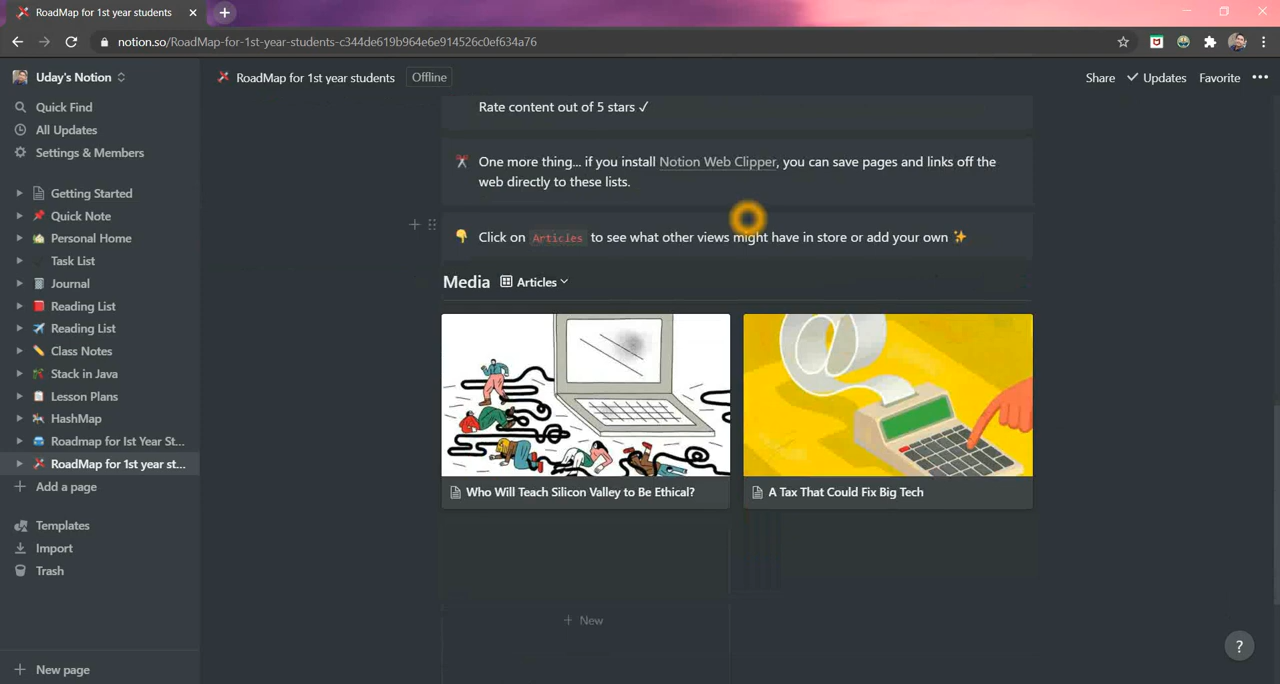 RoadMap for 1st year students
notion.so/RoadMap-for-1st-year-students-c344de619b964e6e914526c0ef634a76
Uday's Notion
RoadMap for 1st year students
Offline
Share
Updates
Favorite
Quick Find
All Updates
Settings & Members
Getting Started
Quick Note
Personal Home
Task List
Journal
Reading List
Reading List
Class Notes
Stack in Java
Lesson Plans
HashMap
Roadmap for Ist Year St...
RoadMap for 1st year st...
Add a page
Templates
Import
Trash
New page
Rate content out of 5 stars ✓
One more thing... if you install Notion Web Clipper, you can save pages and links off the
web directly to these lists.
Click on Articles to see what other views might have in store or add your own
Media
Articles
Who Will Teach Silicon Valley to Be Ethical?
A Tax That Could Fix Big Tech
+ New
?